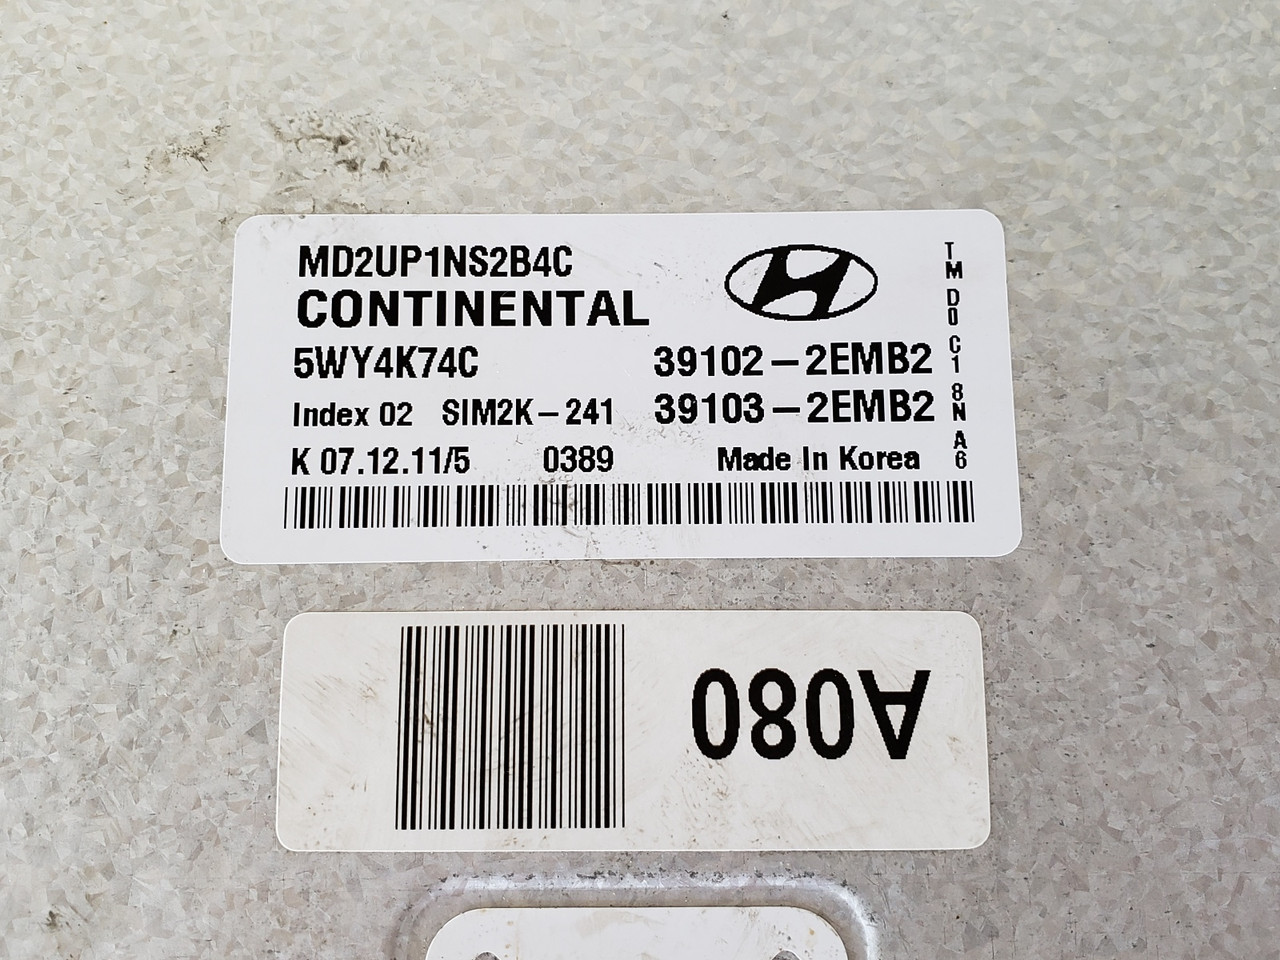 MD2UP1NS2B4C
CONTINENTAL
5WY4K74C 39102-2EMB2
Index 02 SIM2K-241 39103-2EMB2
K 07.12.11/5 0389 Made In Korea
TM D0 C1 8N A6
A080